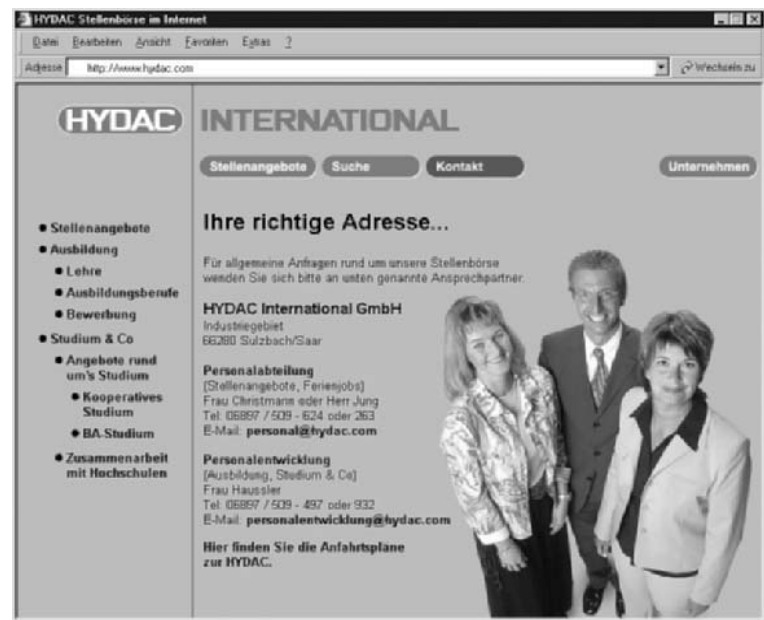 HYDAC Stellenbörse im Internet
Datei Bearbeiten Ansicht Favoriten Extras ?
Adresse http://www.hydac.com Wechseln zu
HYDAC INTERNATIONAL
Stellenangebote Suche Kontakt Unternehmen
Stellenangebote
Ausbildung
Lehre
Ausbildungsberufe
Bewerbung
Studium & Co
Angebote rund
um's Studium
Kooperatives
Studium
BA-Studium
Zusammenarbeit
mit Hochschulen
Ihre richtige Adresse...
Für allgemeine Anfragen rund um unsere Stellenbörse
wenden Sie sich bitte an unten genannte Ansprechpartner.
HYDAC International GmbH
Industriegebiet
66280 Sulzbach/Saar
Personalabteilung
(Stellenangebote, Ferienjobs)
Frau Christmann oder Herr Jung
Tel: 06897 / 509 - 624 oder 263
E-Mail: personal@hydac.com
Personalentwicklung
(Ausbildung, Studium & Co)
Frau Haussler
Tel: 06897 / 509 - 497 oder 932
E-Mail: personalentwicklung@hydac.com
Hier finden Sie die Anfahrtspläne
zur HYDAC.